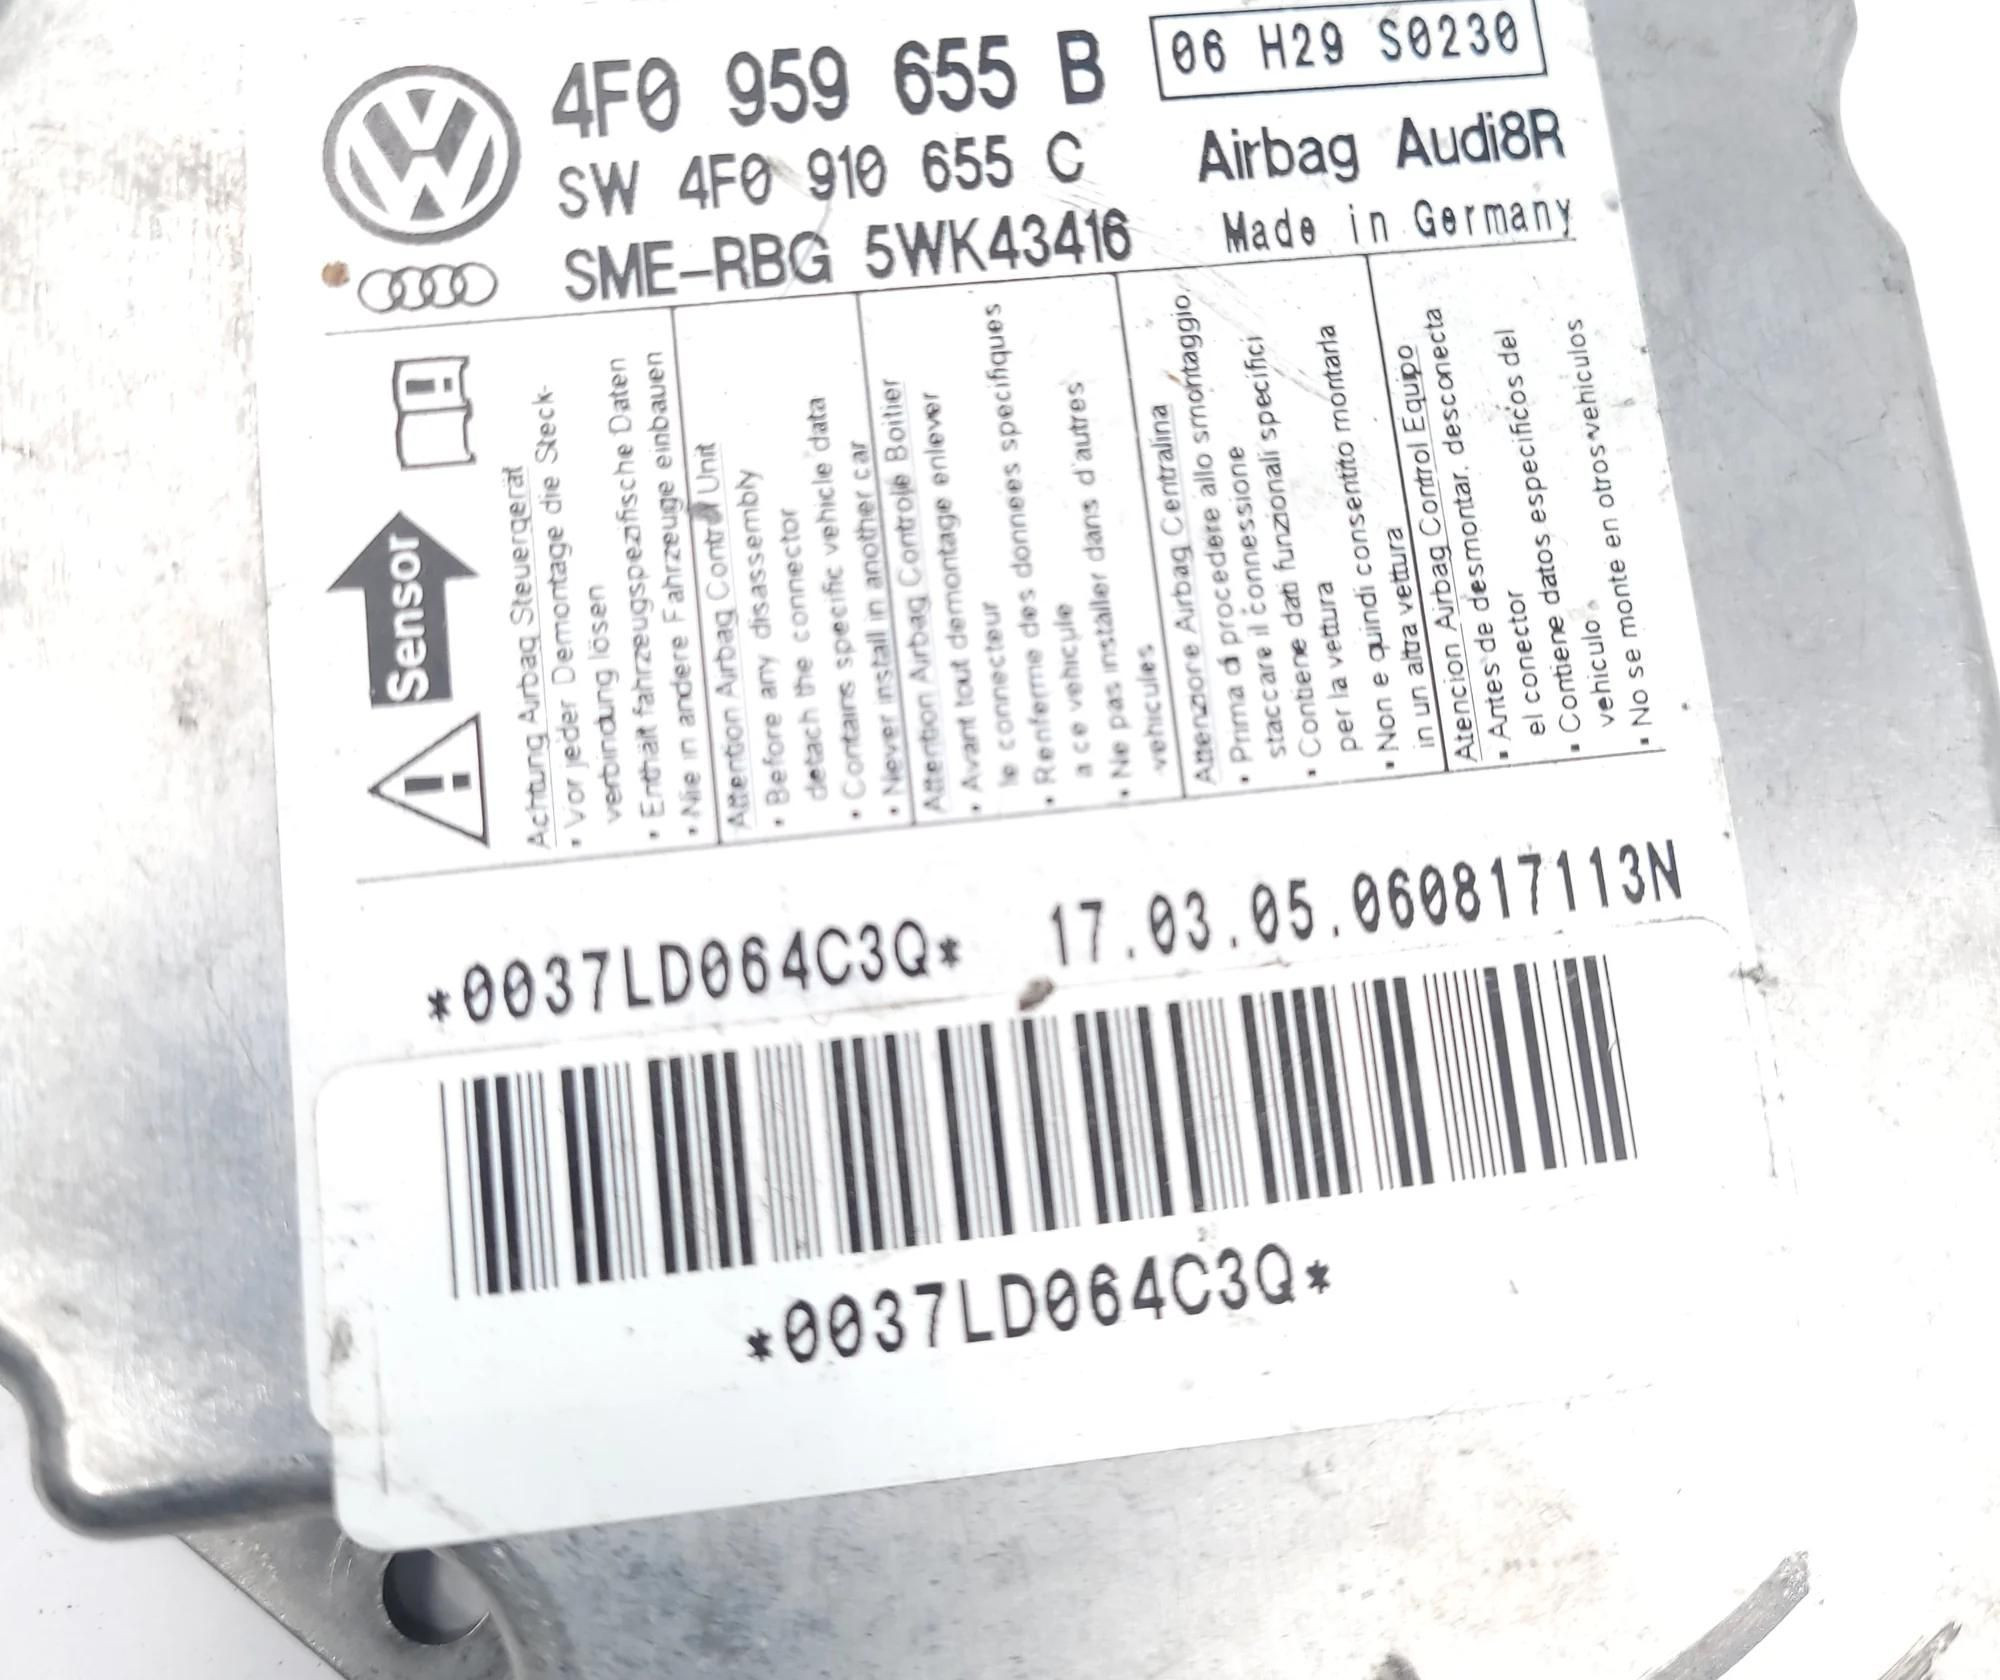 4F0 959 655 B
06 H29 S0230
SW 4F0 910 655 C
Airbag Audi8R
SME-RBG 5WK43416
Made in Germany
Sensor
Achtung Airbag Steuergerät
• Vor jeder Demontage die Steck-
verbindung lösen
• Enthält fahrzeugspezifische Daten
• Nie in andere Fahrzeuge einbauen
Attention Airbag Control Unit
• Before any disassembly
detach the connector
• Contains specific vehicle data
• Never install in another car
Attention Airbag Controle Boitier
• Avant tout demontage enlever
le connecteur
• Renferme des donnees specifiques
a ce vehicule
• Ne pas installer dans d'autres
vehicules
Attenzione Airbag Centralina
• Prima di procedere allo smontaggio,
staccare il connessione
• Contiene dati funzionali specifici
per la vettura
• Non e quindi consentito montarla
in un altra vettura
Atencion Airbag Control Equipo
• Antes de desmontar, desconecta
el conector
• Contiene datos especificos del
vehiculo
• No se monte en otros vehiculos
*0037LD064C3Q*
17.03.05.060817113N
*0037LD064C3Q*